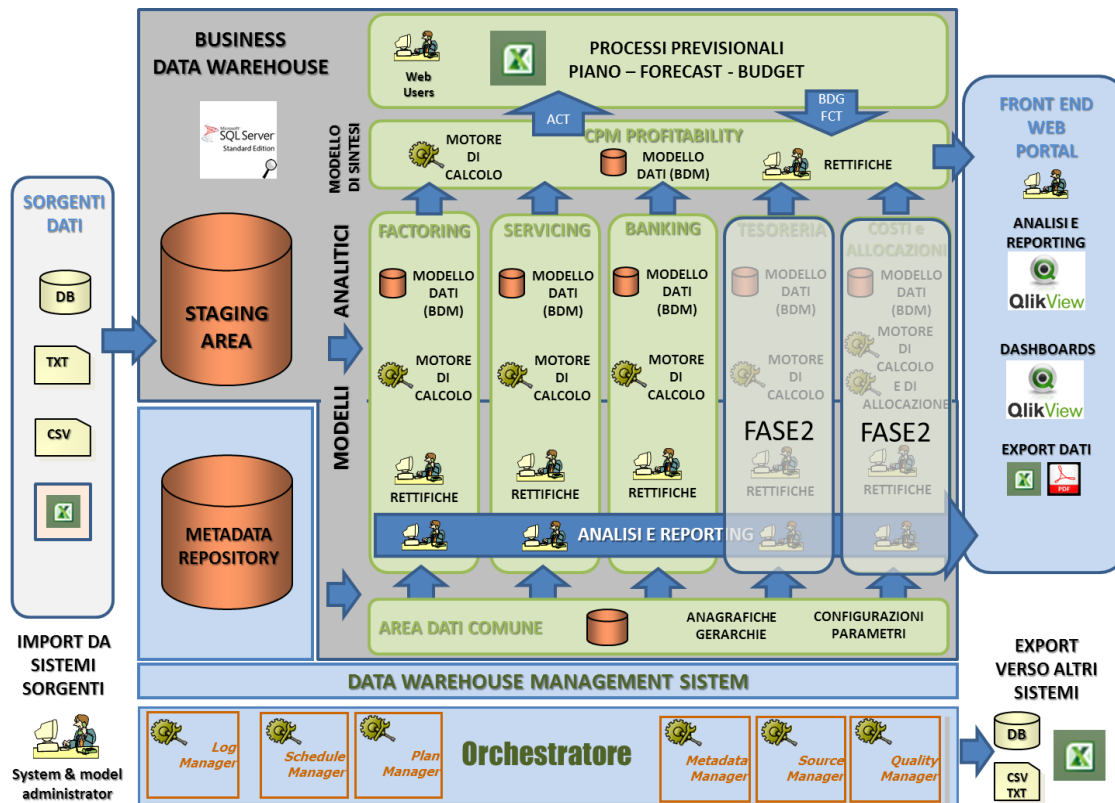 BUSINESS
DATA WAREHOUSE
Microsoft
SQL Server
Standard Edition
Web
Users
PROCESSI PREVISIONALI
PIANO – FORECAST - BUDGET
ACT
BDG
FCT
MODELLO
DI SINTESI
CPM PROFITABILITY
MOTORE
DI
CALCOLO
MODELLO
DATI (BDM)
RETTIFICHE
SORGENTI
DATI
DB
TXT
CSV
IMPORT DA
SISTEMI
SORGENTI
System & model
administrator
STAGING
AREA
METADATA
REPOSITORY
MODELLI ANALITICI
FACTORING
MODELLO
DATI
(BDM)
MOTORE
DI
CALCOLO
RETTIFICHE
SERVICING
MODELLO
DATI
(BDM)
MOTORE
DI
CALCOLO
RETTIFICHE
BANKING
MODELLO
DATI
(BDM)
MOTORE
DI
CALCOLO
RETTIFICHE
TESORERIA
MODELLO
DATI
(BDM)
MOTORE
DI
CALCOLO
FASE2
RETTIFICHE
COSTI e
ALLOCAZIONI
MODELLO
DATI
(BDM)
MOTORE
DI CALCOLO
E DI
ALLOCAZIONE
FASE2
RETTIFICHE
ANALISI E REPORTING
AREA DATI COMUNE
ANAGRAFICHE
GERARCHIE
CONFIGURAZIONI
PARAMETRI
FRONT END
WEB
PORTAL
ANALISI E
REPORTING
QlikView
DASHBOARDS
QlikView
EXPORT DATI
PDF
DATA WAREHOUSE MANAGEMENT SISTEM
Log
Manager
Schedule
Manager
Plan
Manager
Orchestratore
Metadata
Manager
Source
Manager
Quality
Manager
EXPORT
VERSO ALTRI
SISTEMI
DB
CSV
TXT